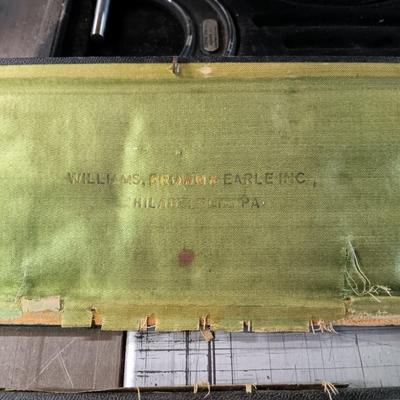 WILLIAMS, BROWN & EARLE INC.,
PHILADELPHIA PA.